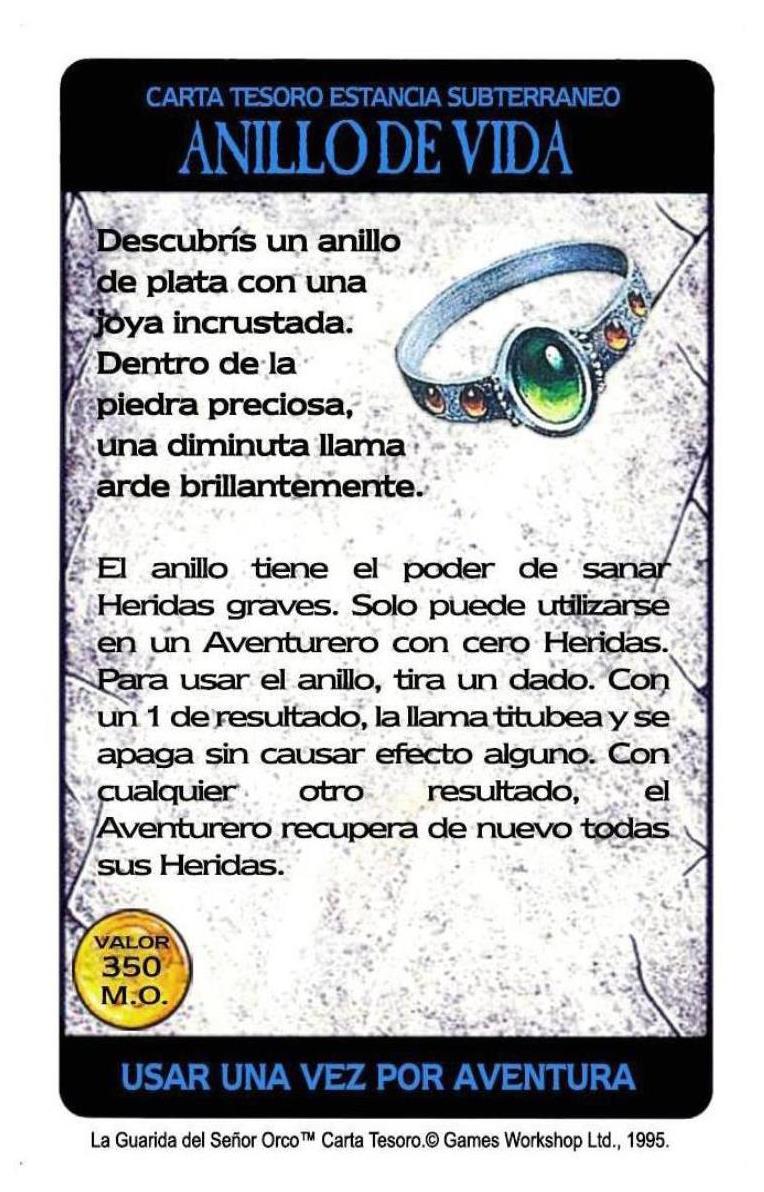 CARTA TESORO ESTANCIA SUBTERRANEO
ANILLO DE VIDA
Descubrís un anillo
de plata con una
joya incrustada.
Dentro de la
piedra preciosa,
una diminuta llama
arde brillantemente.
El anillo tiene el poder de sanar
Heridas graves. Solo puede utilizarse
en un Aventurero con cero Heridas.
Para usar el anillo, tira un dado. Con
un 1 de resultado, la llama titubea y se
apaga sin causar efecto alguno. Con
cualquier otro resultado, el
Aventurero recupera de nuevo todas
sus Heridas.
VALOR
350
M.O.
USAR UNA VEZ POR AVENTURA
La Guarida del Señor Orco™ Carta Tesoro.© Games Workshop Ltd., 1995.